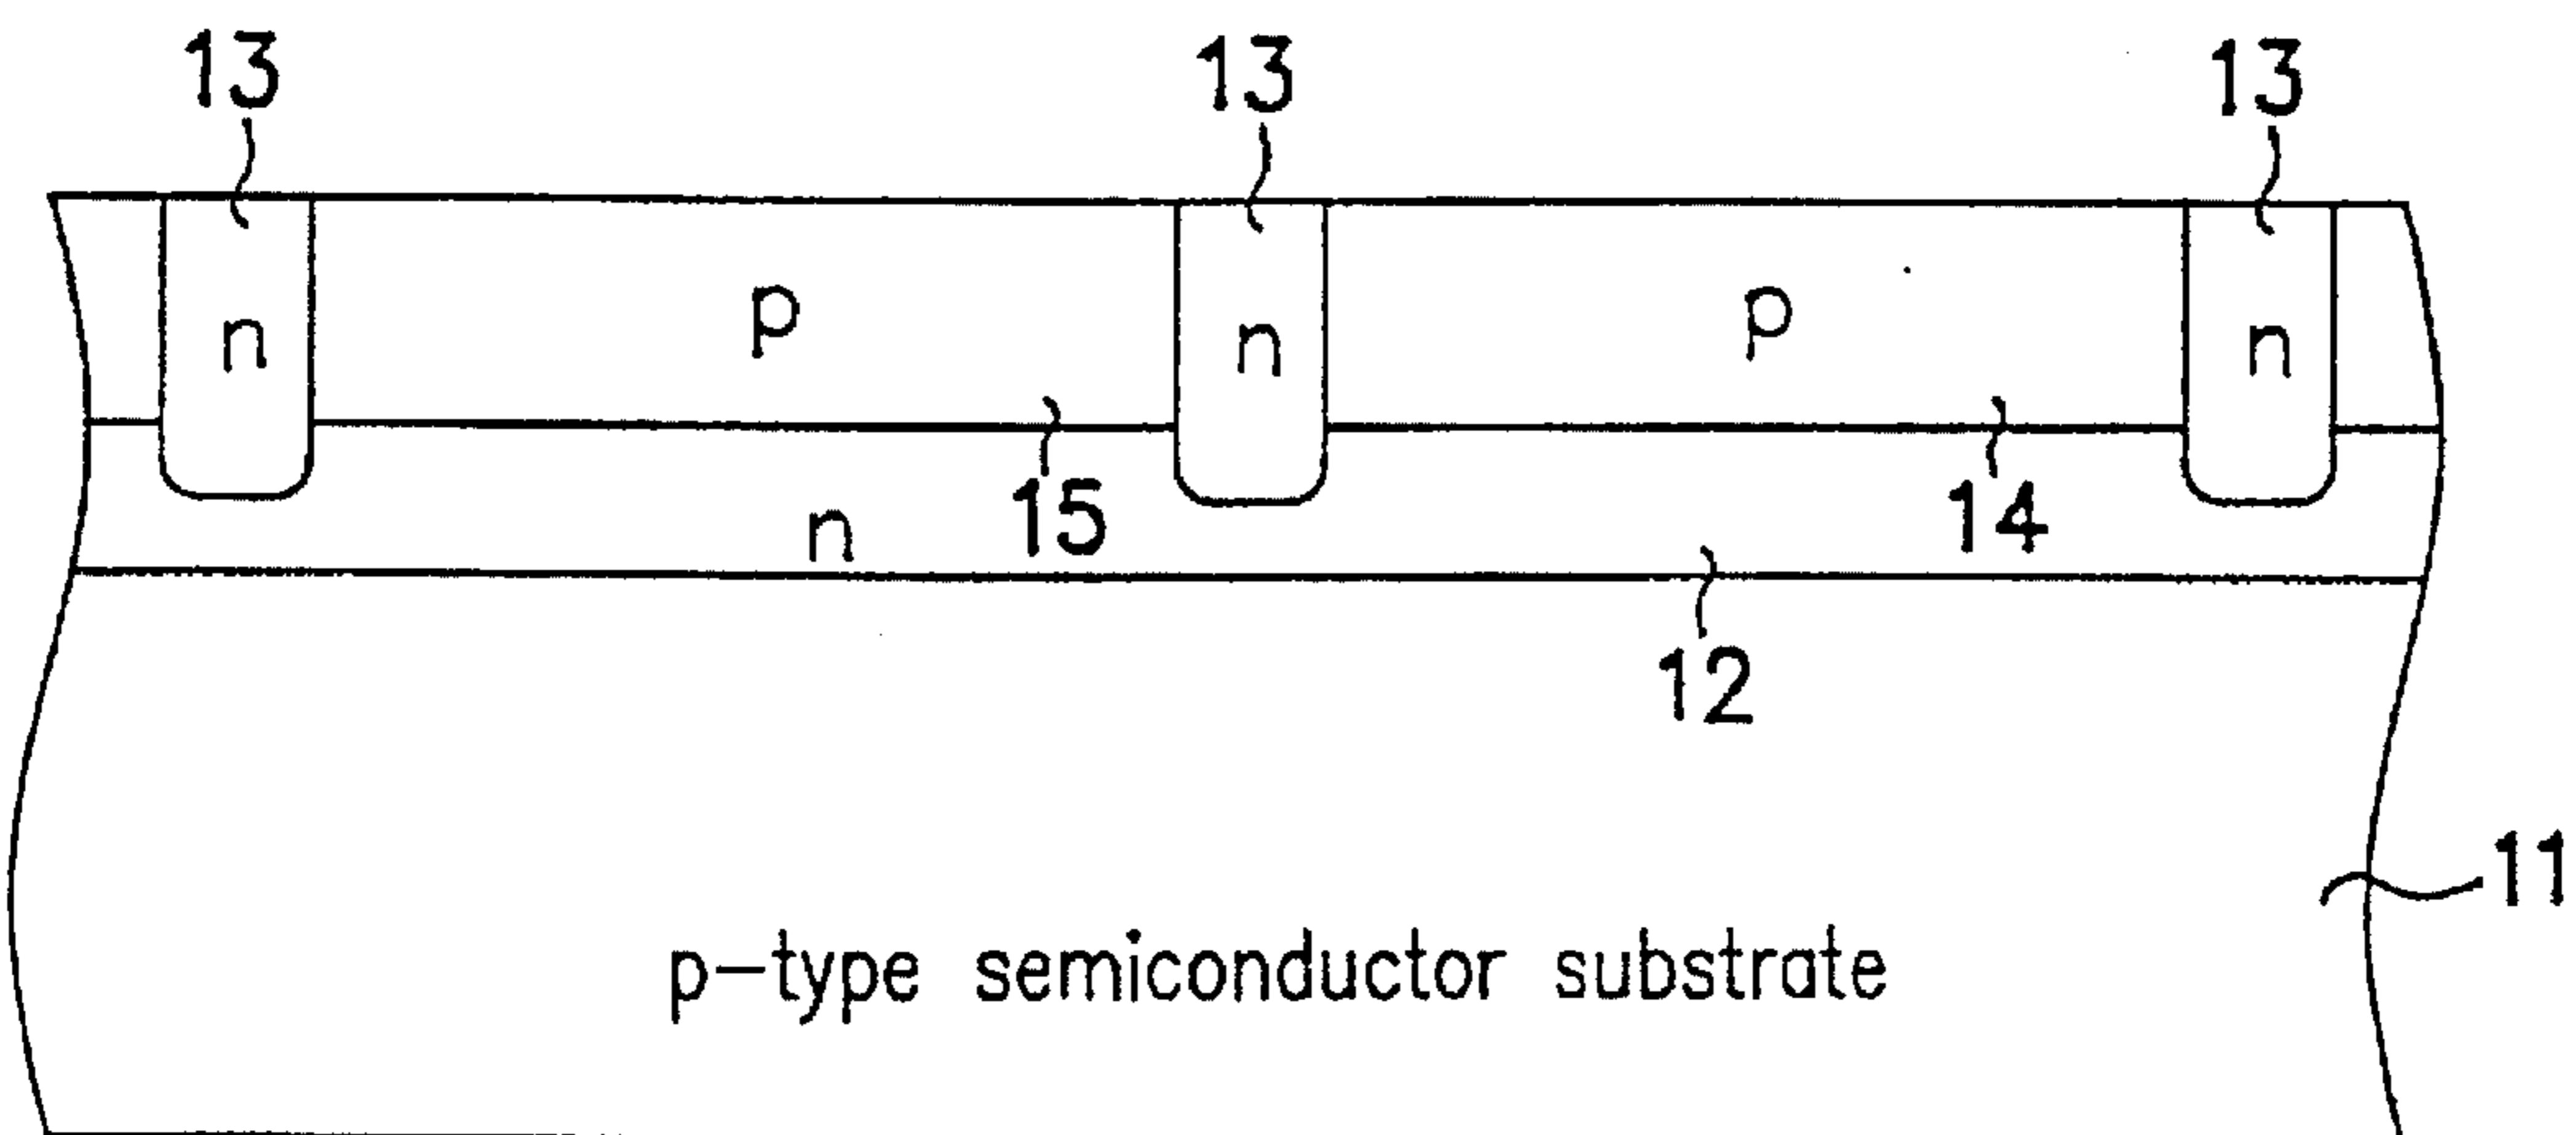 13 13 13
p p
n n n
15 14
n
12
11
p-type semiconductor substrate